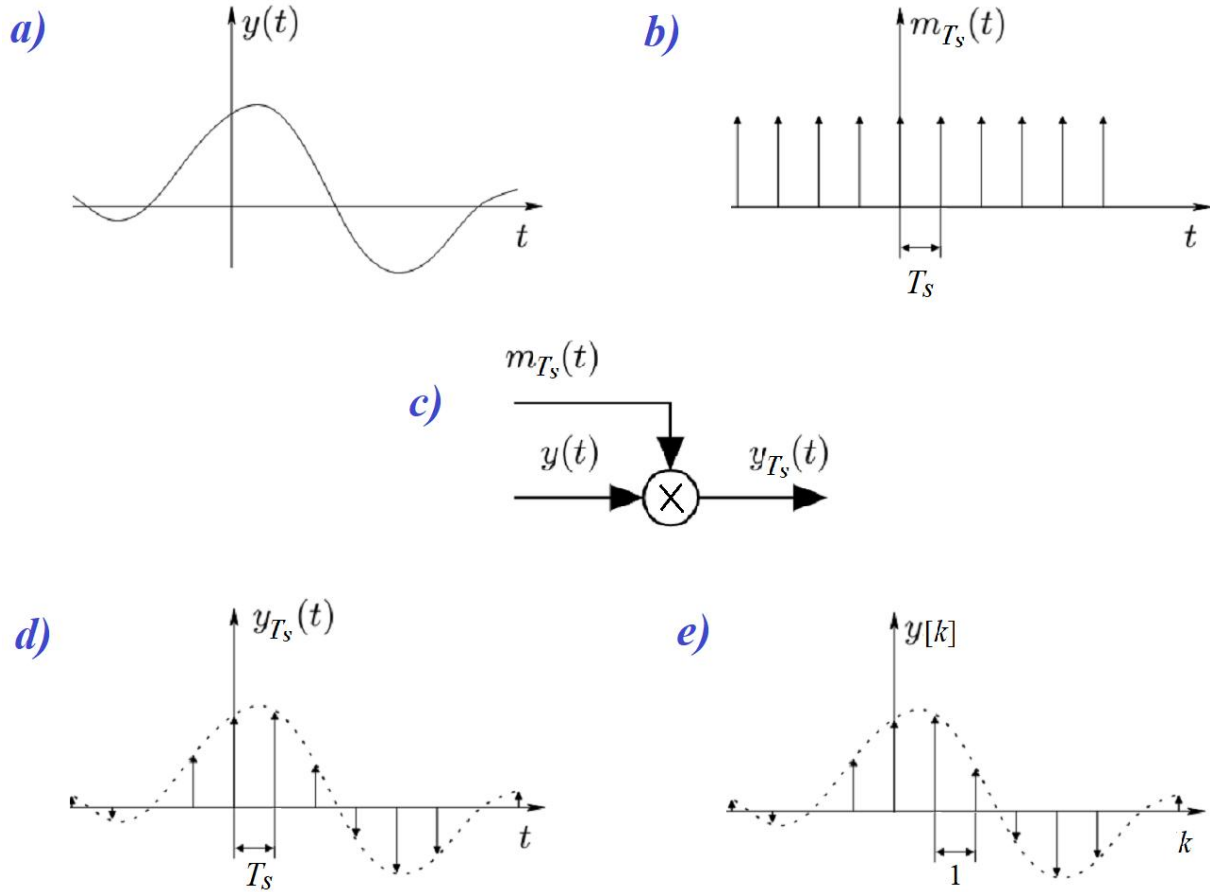 a)
y(t)
t
b)
m_{T_s}(t)
t
T_s
c)
m_{T_s}(t)
y(t)
y_{T_s}(t)
d)
y_{T_s}(t)
t
T_s
e)
y[k]
k
1